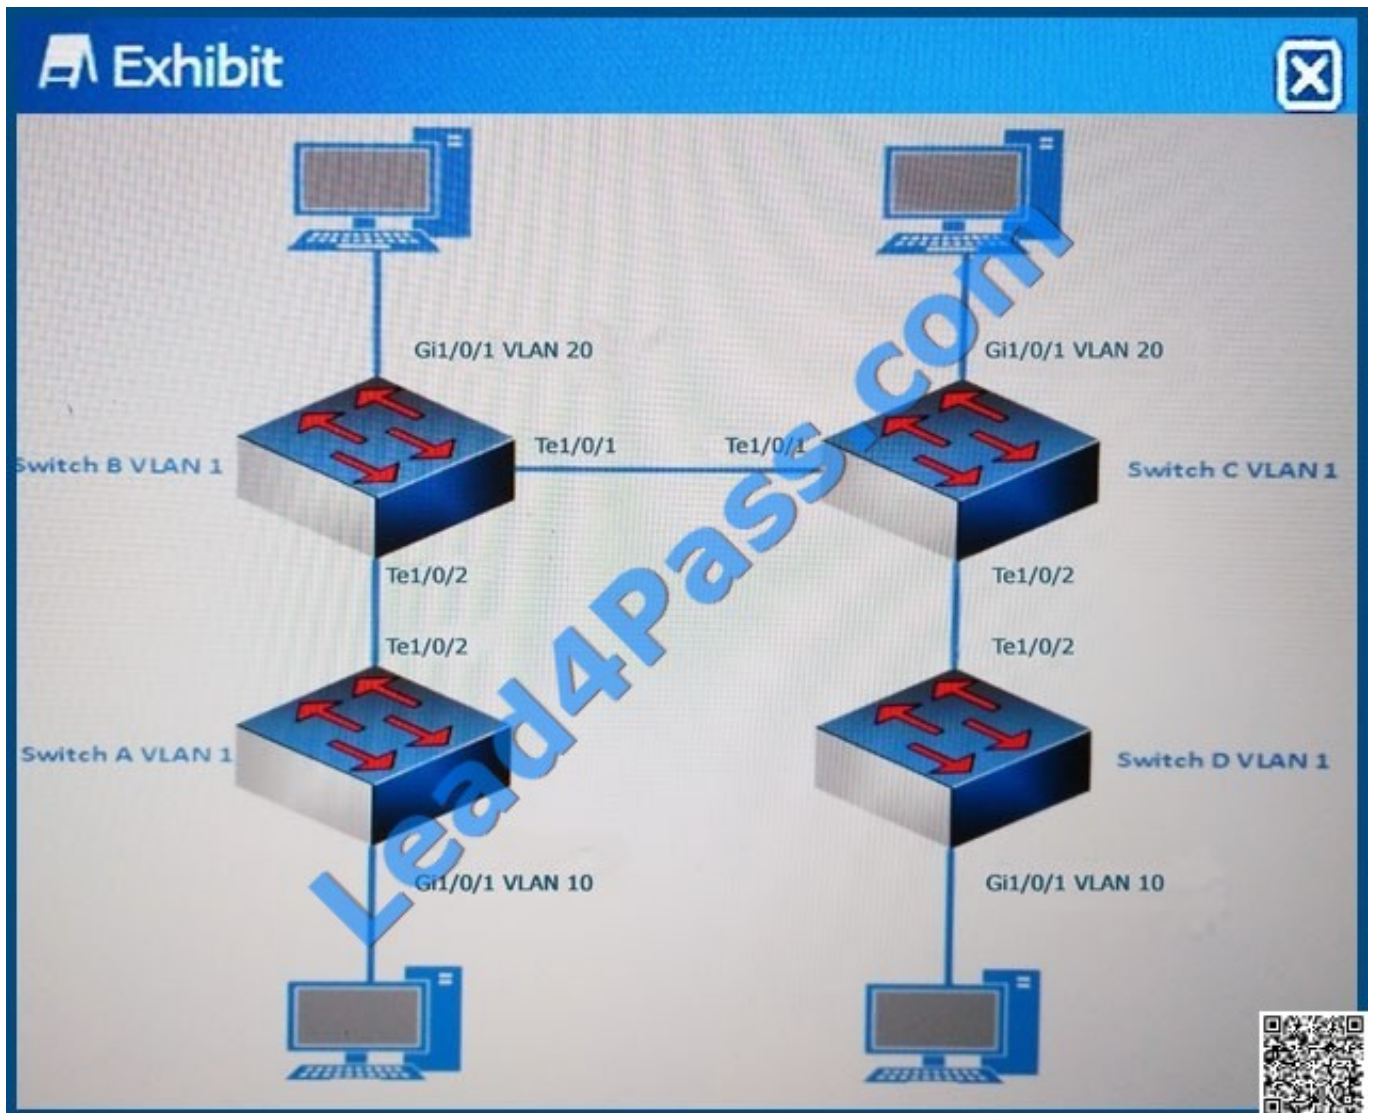 Exhibit
Gi1/0/1 VLAN 20
Gi1/0/1 VLAN 20
Te1/0/1
Te1/0/1
Switch B VLAN 1
Switch C VLAN 1
Te1/0/2
Te1/0/2
Te1/0/2
Te1/0/2
Switch A VLAN 1
Switch D VLAN 1
Gi1/0/1 VLAN 10
Gi1/0/1 VLAN 10
Lead4Pass.com